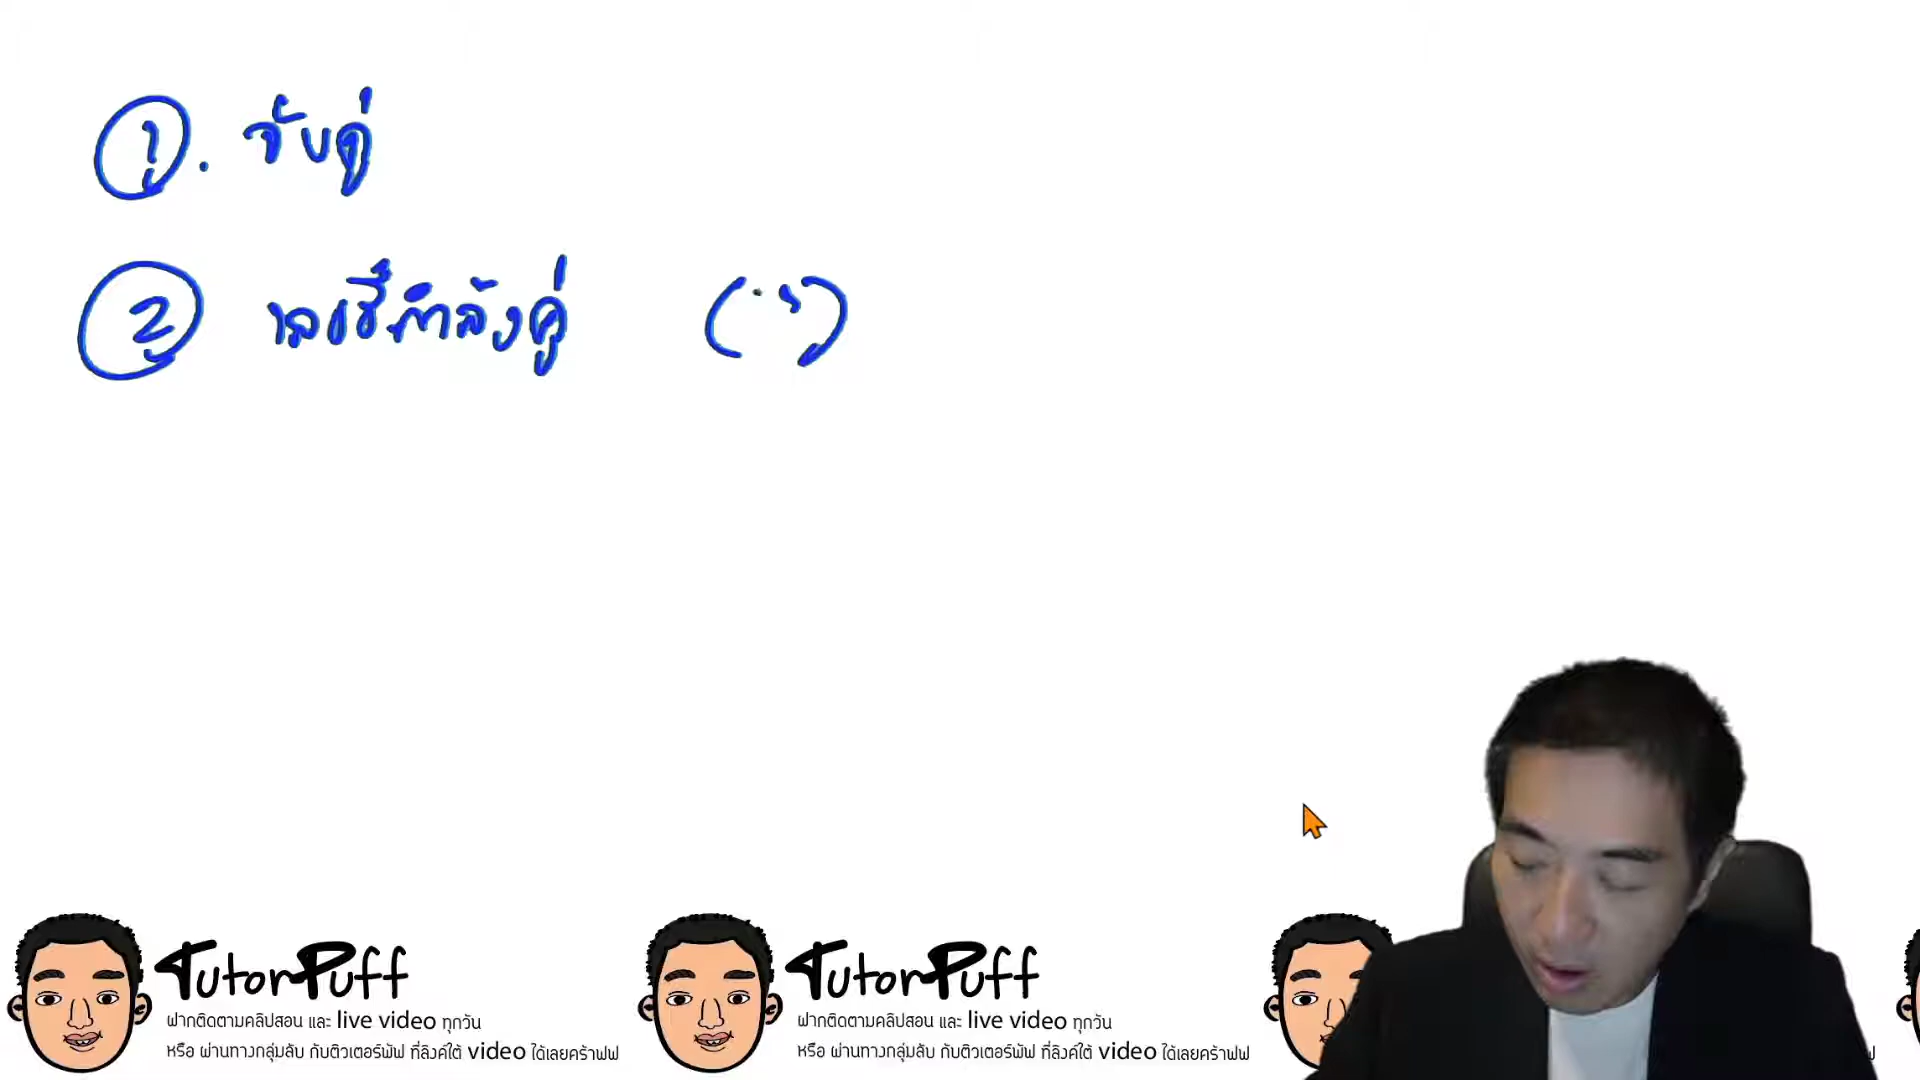 1. จับคู่
2 เลขชี้กำลังคู่ ( )
TutorPuff
ฝากติดตามคลิปสอน และ live video ทุกวัน
หรือ ผ่านทางกลุ่มลับ กับติวเตอร์พัฟ ที่ลิงค์ใต้ video ได้เลยคร้าฟฟ
TutorPuff
ฝากติดตามคลิปสอน และ live video ทุกวัน
หรือ ผ่านทางกลุ่มลับ กับติวเตอร์พัฟ ที่ลิงค์ใต้ video ได้เลยคร้าฟฟ